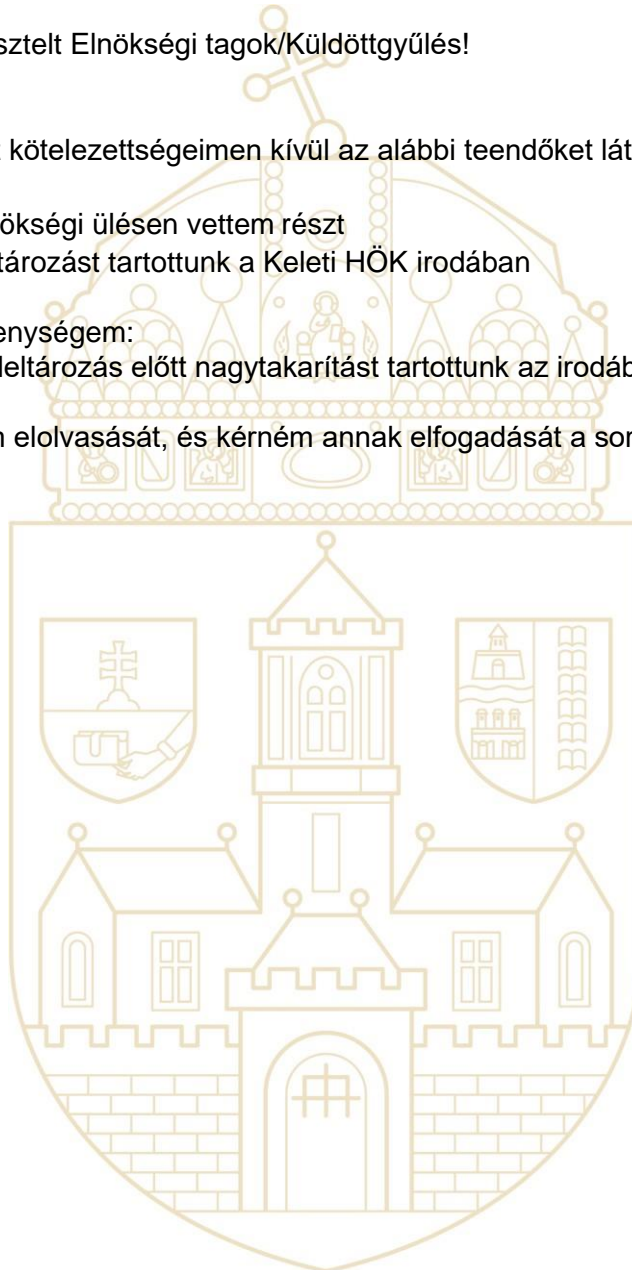 sztelt Elnökségi tagok/Küldöttgyűlés!
t kötelezettségeimen kívül az alábbi teendőket lát
ökségi ülésen vettem részt
tározást tartottunk a Keleti HÖK irodában
enységem:
leltározás előtt nagytakarítást tartottunk az irodáb
n elolvasását, és kérném annak elfogadását a sor